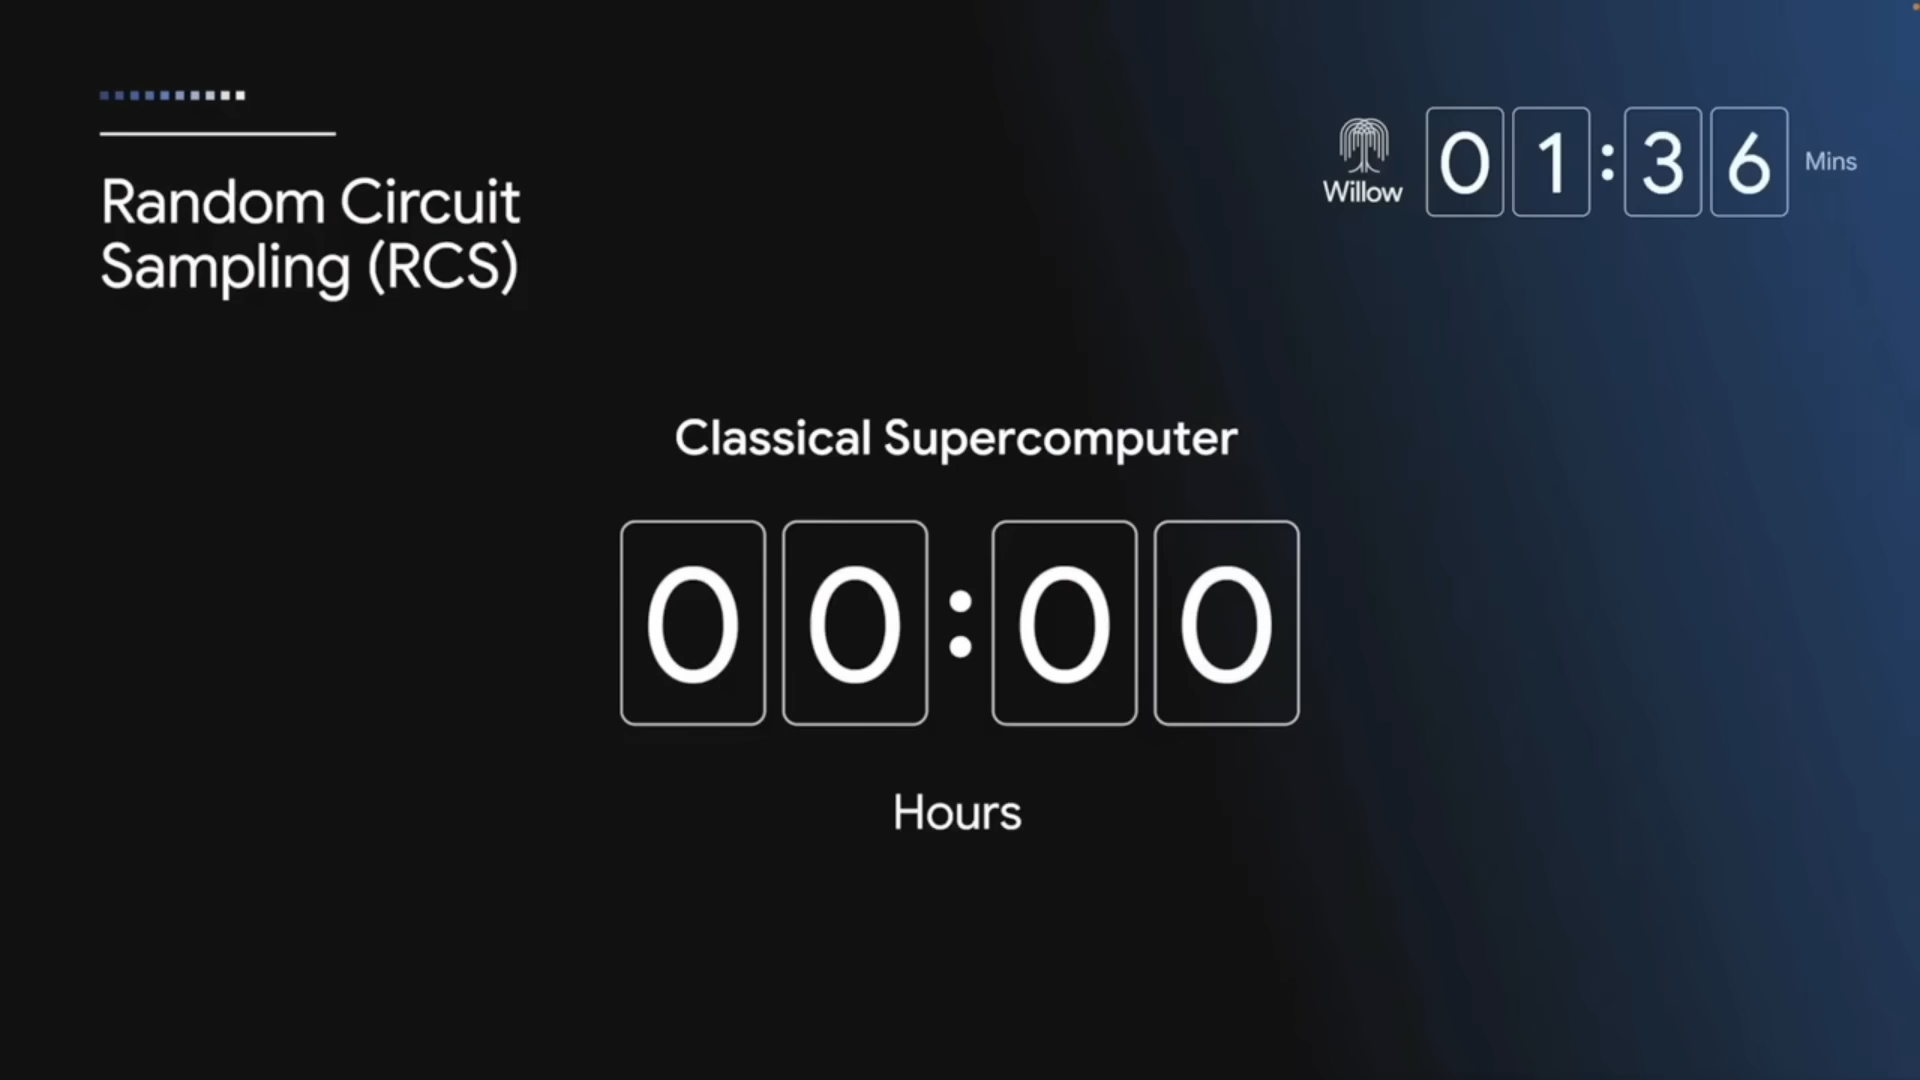 Random Circuit
Sampling (RCS)
Willow
01:36 Mins
Classical Supercomputer
00:00
Hours